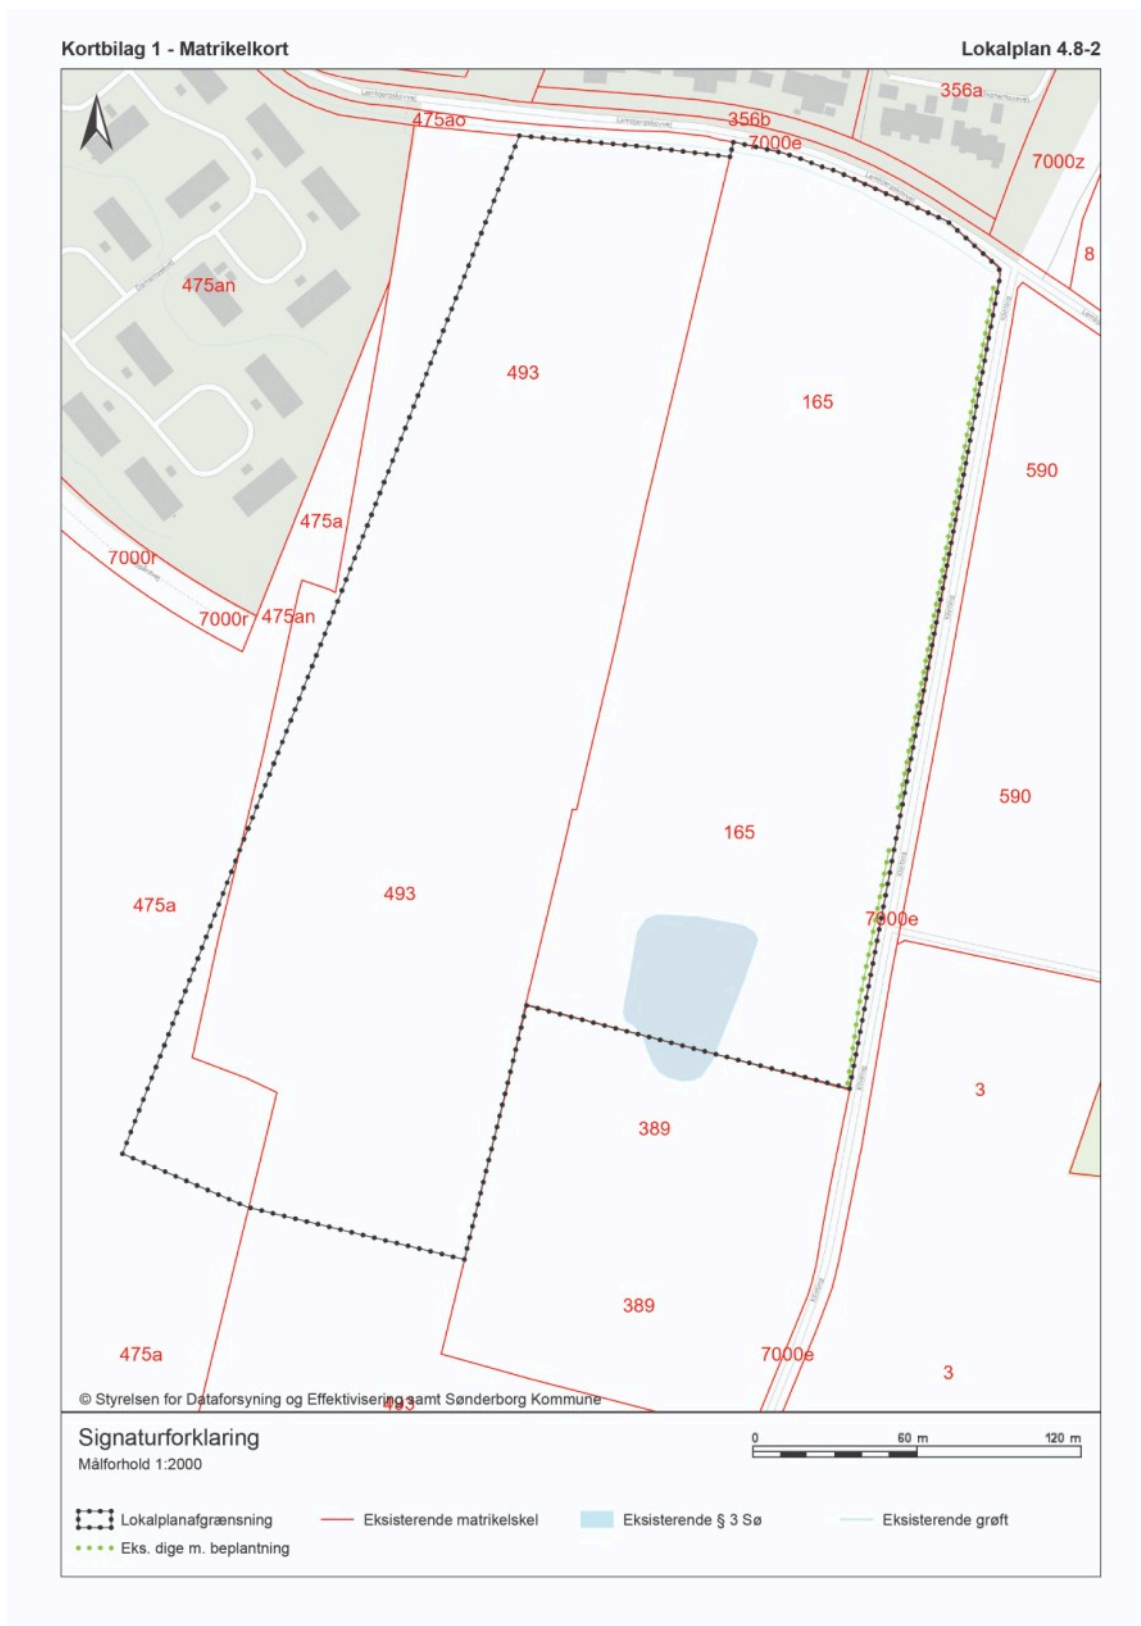 Kortbilag 1 - Matrikelkort
Lokalplan 4.8-2
356a
475ao
356b
7000e
7000z
8
475an
493
165
590
475a
7000r
7000r
475an
590
165
475a
493
7000e
3
389
389
475a
7000e
3
© Styrelsen for Dataforsyning og Effektivisering samt Sønderborg Kommune
493
Signaturforklaring
Målforhold 1:2000
0 60 m 120 m
Lokalplanafgrænsning
Eksisterende matrikelskel
Eksisterende § 3 Sø
Eksisterende grøft
Eks. dige m. beplantning